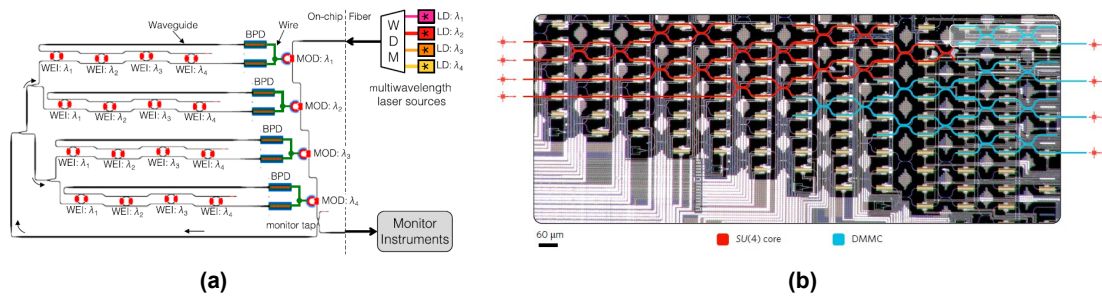 Waveguide
BPD
Wire
On-chip
Fiber
W
D
M
LD: λ1
LD: λ2
LD: λ3
LD: λ4
multiwavelength
laser sources
WEI: λ1
WEI: λ2
WEI: λ3
WEI: λ4
MOD: λ1
BPD
WEI: λ1
WEI: λ2
WEI: λ3
WEI: λ4
MOD: λ2
BPD
WEI: λ1
WEI: λ2
WEI: λ3
WEI: λ4
MOD: λ3
BPD
WEI: λ1
WEI: λ2
WEI: λ3
WEI: λ4
MOD: λ4
monitor tap
Monitor
Instruments
(a)
60 µm
SU(4) core
DMMC
(b)